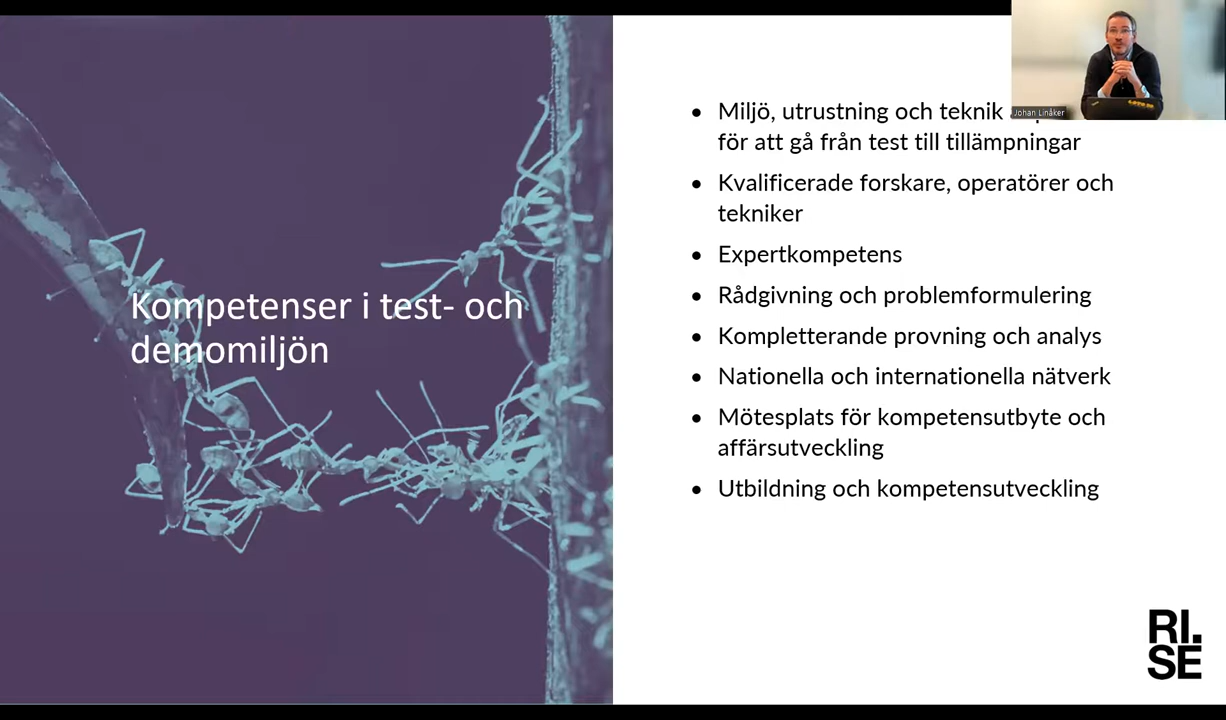 Kompetenser i test- och
demomiljön
Miljö, utrustning och teknik
för att gå från test till tillämpningar
Kvalificerade forskare, operatörer och
tekniker
Expertkompetens
Rådgivning och problemformulering
Kompletterande provning och analys
Nationella och internationella nätverk
Mötesplats för kompetensutbyte och
affärsutveckling
Utbildning och kompetensutveckling
Johan Linåker
RI.
SE